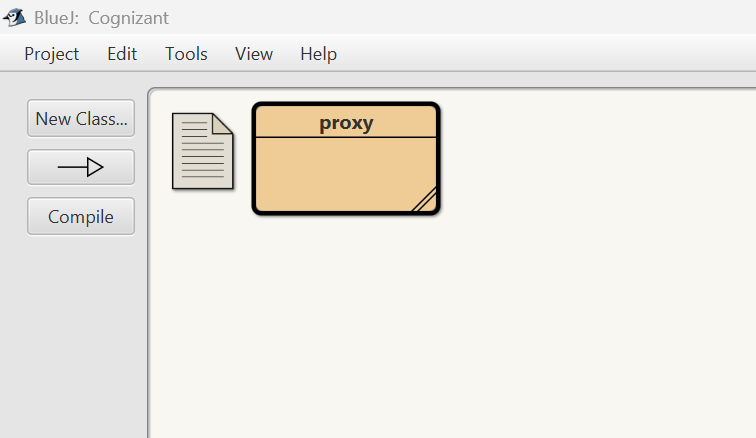 BlueJ: Cognizant
Project Edit Tools View Help
New Class...
proxy
Compile